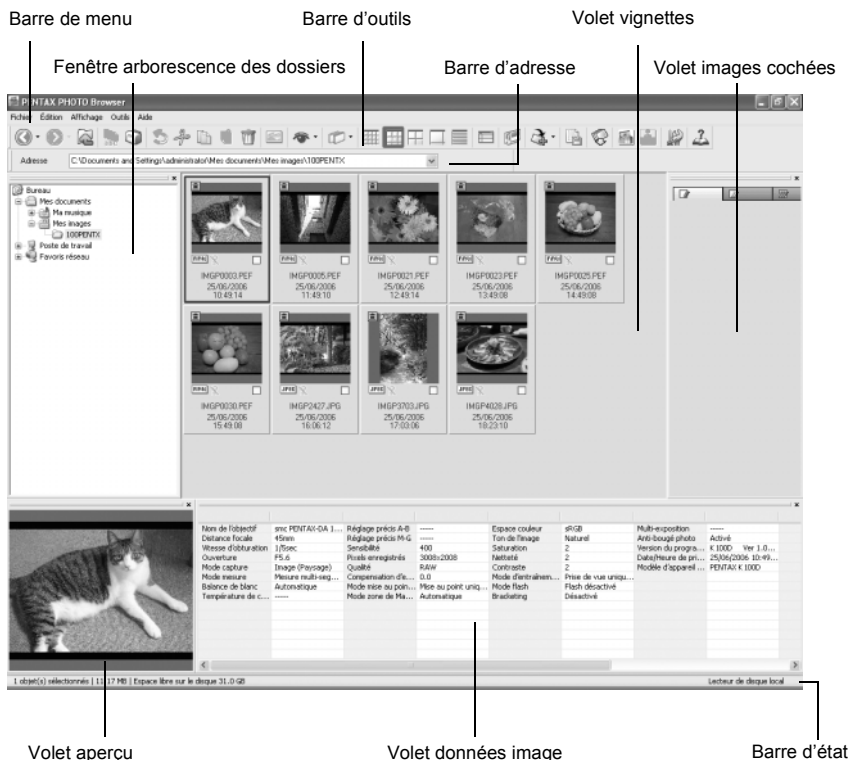 Barre de menu
Barre d'outils
Volet vignettes
Fenêtre arborescence des dossiers
Barre d'adresse
Volet images cochées
PENTAX PHOTO Browser
Fichier Édition Affichage Outils Aide
Adresse C:\Documents and Settings\administrator\Mes documents\Mes images\100PENTX
Bureau
Mes documents
Ma musique
Mes images
100PENTX
Poste de travail
Favoris réseau
IMGP0003.PEF
25/06/2006
10:49:14
IMGP0005.PEF
25/06/2006
11:49:10
IMGP0021.PEF
25/06/2006
12:49:14
IMGP0023.PEF
25/06/2006
13:49:08
IMGP0025.PEF
25/06/2006
14:49:08
IMGP0030.PEF
25/06/2006
15:49:08
IMGP2427.JPG
25/06/2006
16:06:12
IMGP3703.JPG
25/06/2006
17:03:06
IMGP4028.JPG
25/06/2006
18:23:10
Nom de l'objectif smc PENTAX-DA 1... Réglage précis A-B ----- Espace couleur sRGB Multi-exposition -----
Distance focale 45mm Réglage précis M-G ----- Ton de l'image Naturel Anti-bougé photo Activé
Vitesse d'obturation 1/5sec Sensibilité 400 Saturation 2 Version du progra... K100D Ver 1.0...
Ouverture F5.6 Pixels enregistrés 3008x2008 Netteté 2 Date/Heure de pri... 25/06/2006 10:49...
Mode capture Image (Paysage) Qualité RAW Contraste 2 Modèle d'appareil ... PENTAX K100D
Mode mesure Mesure multi-seg... Compensation d'e... 0.0 Mode d'entraînem... Prise de vue uniqu...
Balance de blanc Automatique Mode mise au poin... Mise au point uniq... Mode flash Flash désactivé
Température de c... ----- Mode zone de Ma... Automatique Bracketing Désactivé
1 objet(s) sélectionnés | 11.17 MB | Espace libre sur le disque 31.0 GB
Lecteur de disque local
Volet aperçu
Volet données image
Barre d'état